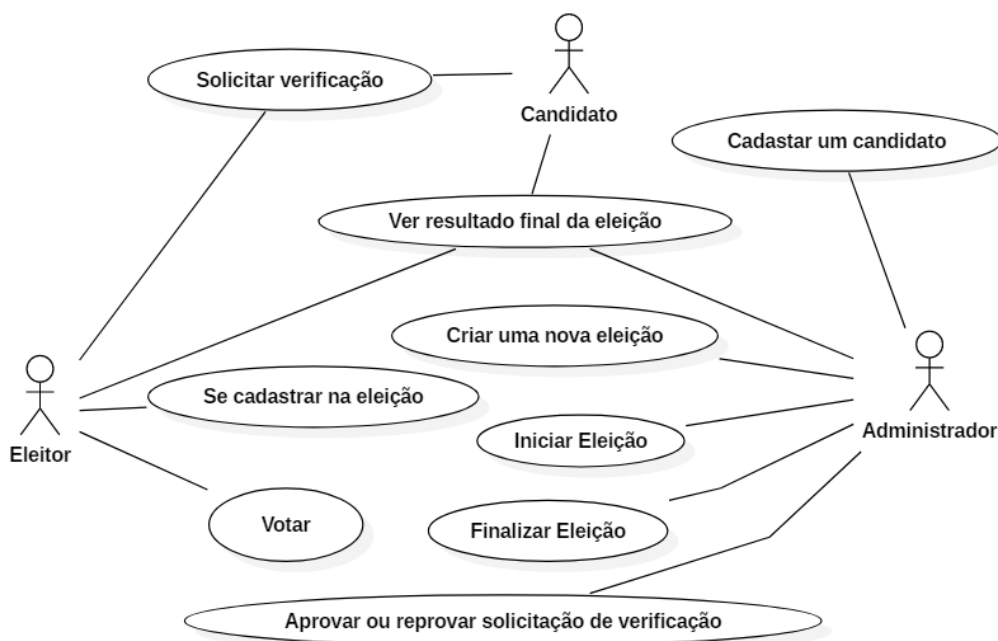 Solicitar verificação
Candidato
Cadastar um candidato
Ver resultado final da eleição
Criar uma nova eleição
Se cadastrar na eleição
Eleitor
Iniciar Eleição
Administrador
Votar
Finalizar Eleição
Aprovar ou reprovar solicitação de verificação